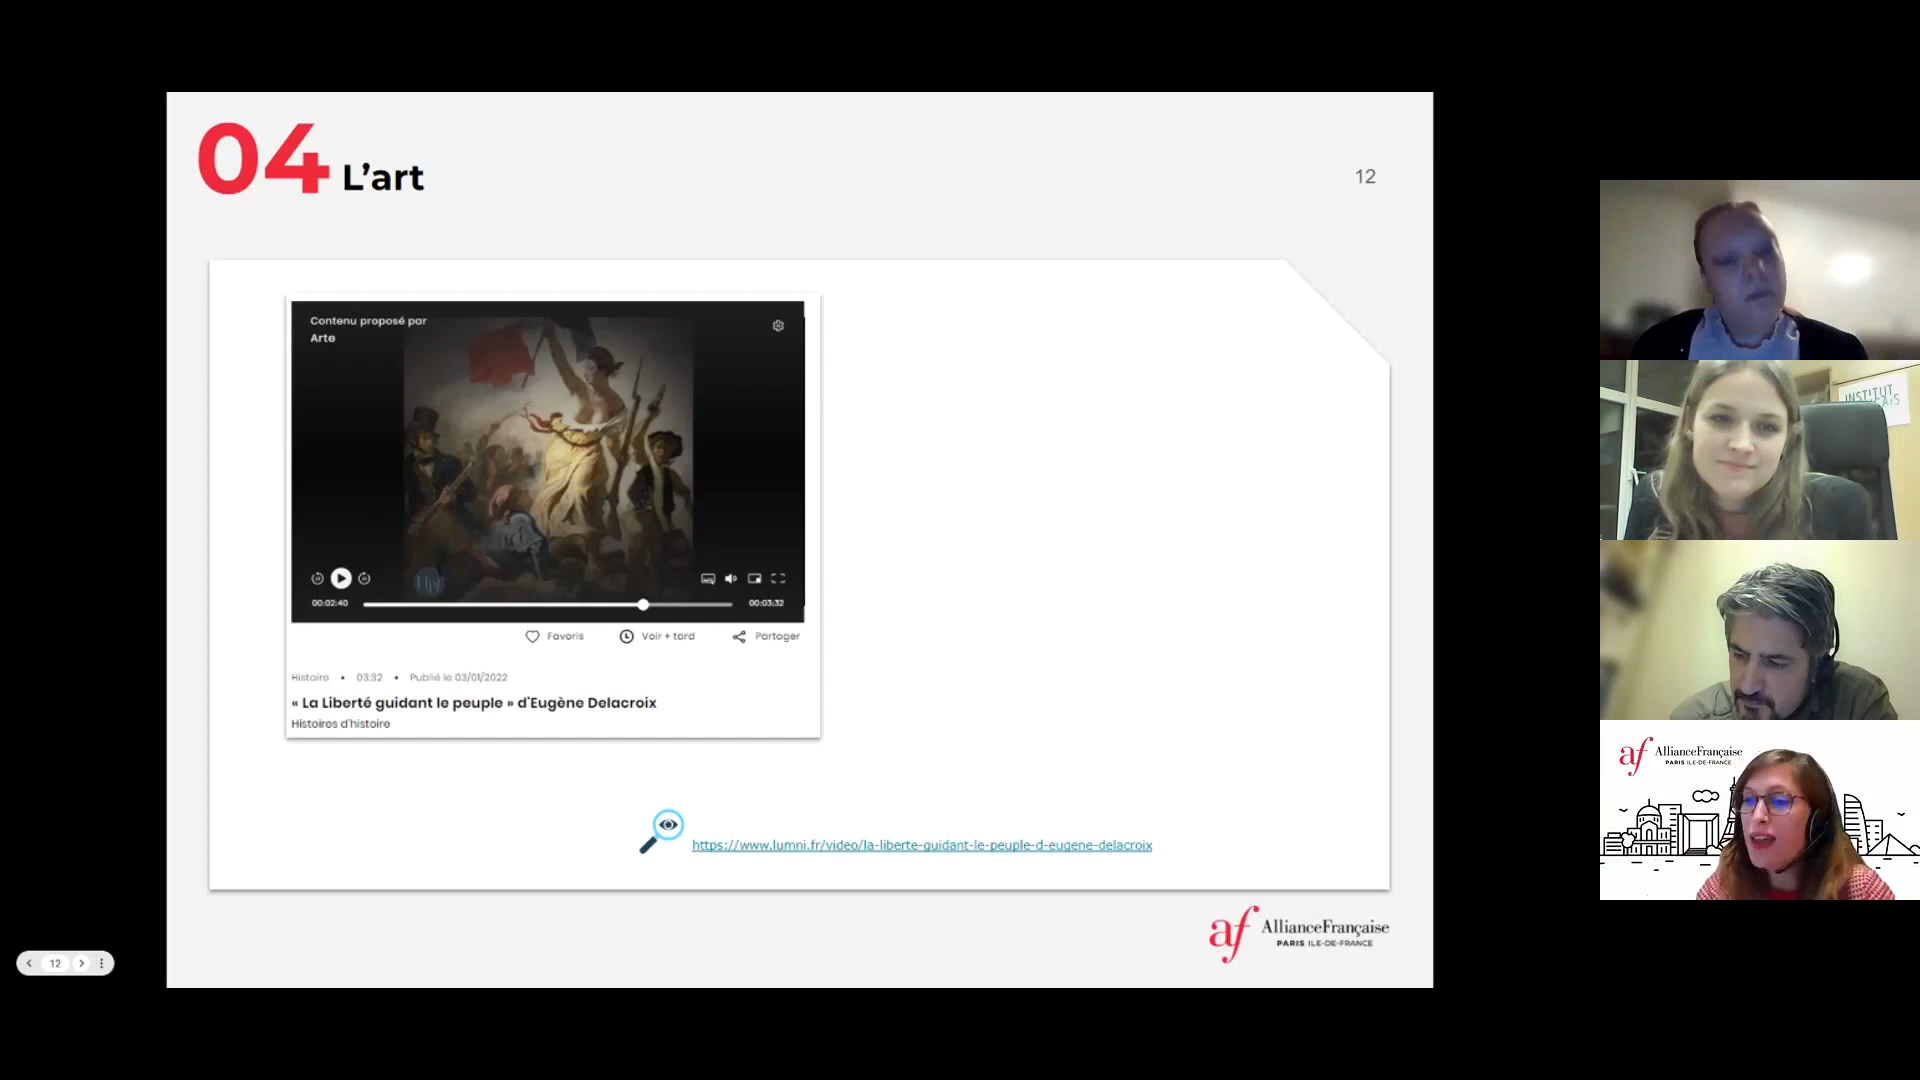 04 L'art
12
Contenu proposé par
Arte
00:02:40
00:03:32
Favoris
Voir + tard
Partager
Histoire • 03:32 • Publié le 03/01/2022
« La Liberté guidant le peuple » d'Eugène Delacroix
Histoires d'histoire
https://www.lumni.fr/video/la-liberte-guidant-le-peuple-d-eugene-delacroix
af AllianceFrançaise
PARIS ILE-DE-FRANCE
12
INSTITUT
af AllianceFrançaise
PARIS ILE-DE-FRANCE